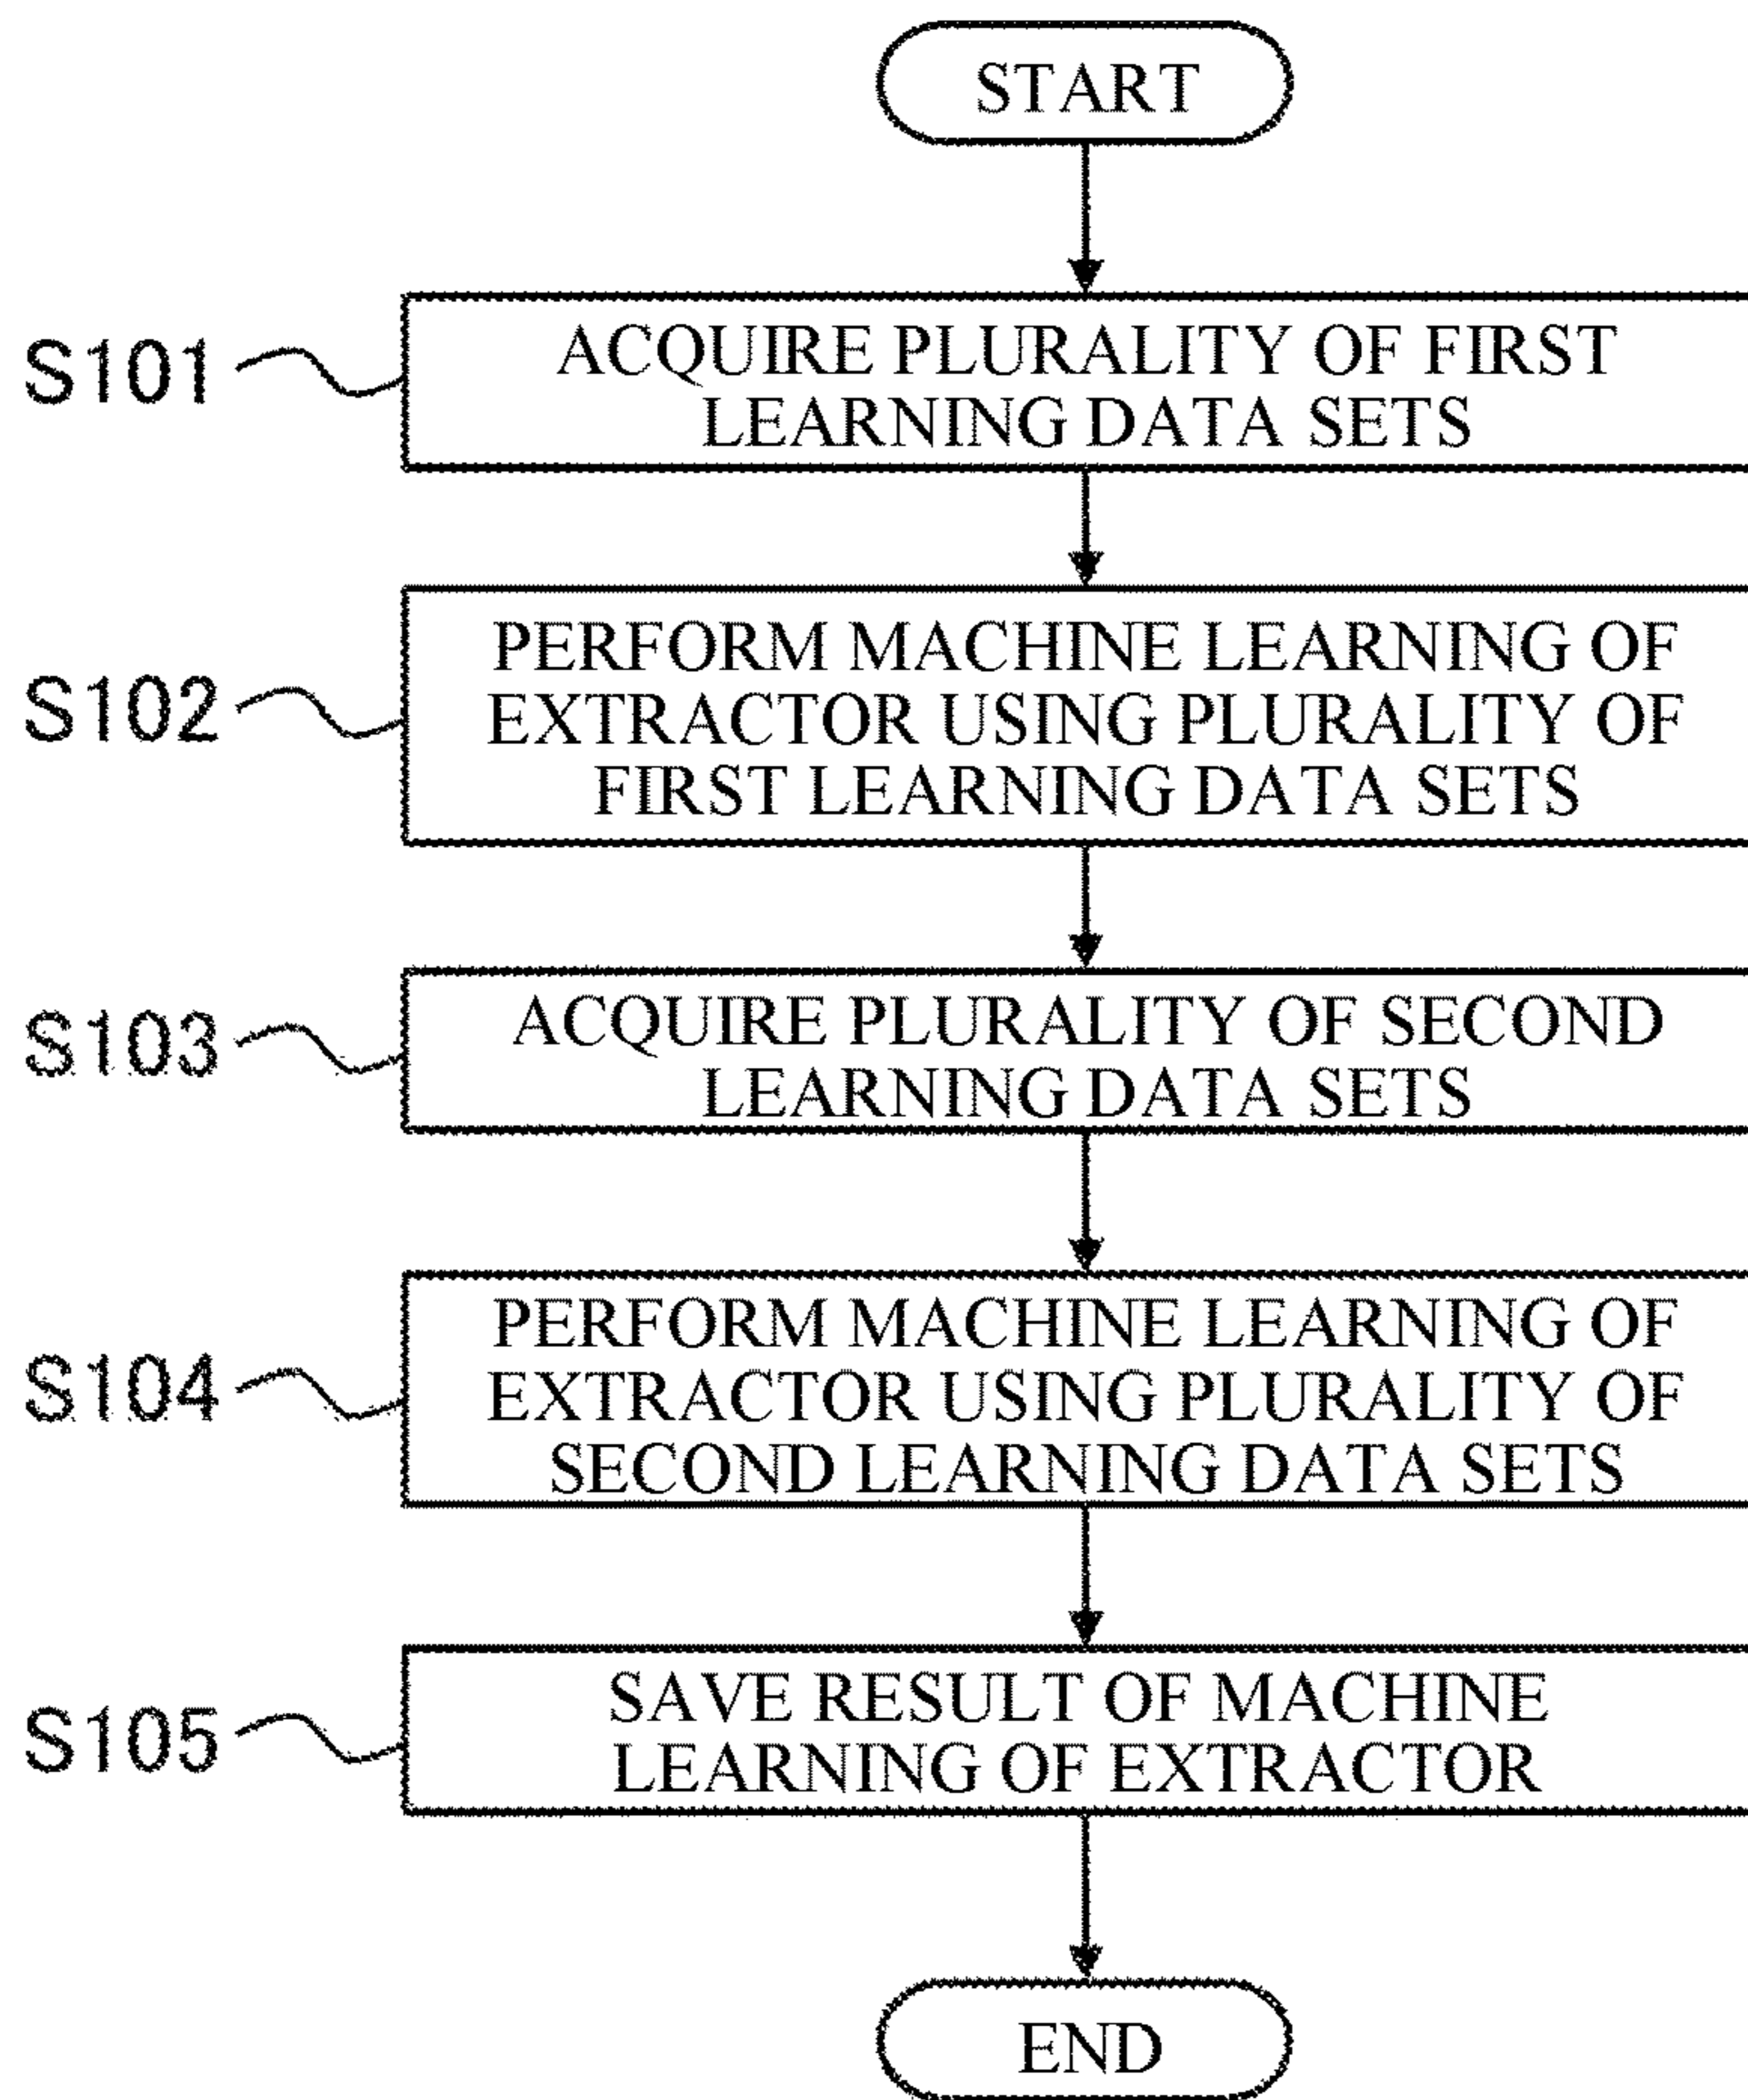 START
S101
ACQUIRE PLURALITY OF FIRST
LEARNING DATA SETS
S102
PERFORM MACHINE LEARNING OF
EXTRACTOR USING PLURALITY OF
FIRST LEARNING DATA SETS
S103
ACQUIRE PLURALITY OF SECOND
LEARNING DATA SETS
S104
PERFORM MACHINE LEARNING OF
EXTRACTOR USING PLURALITY OF
SECOND LEARNING DATA SETS
S105
SAVE RESULT OF MACHINE
LEARNING OF EXTRACTOR
END